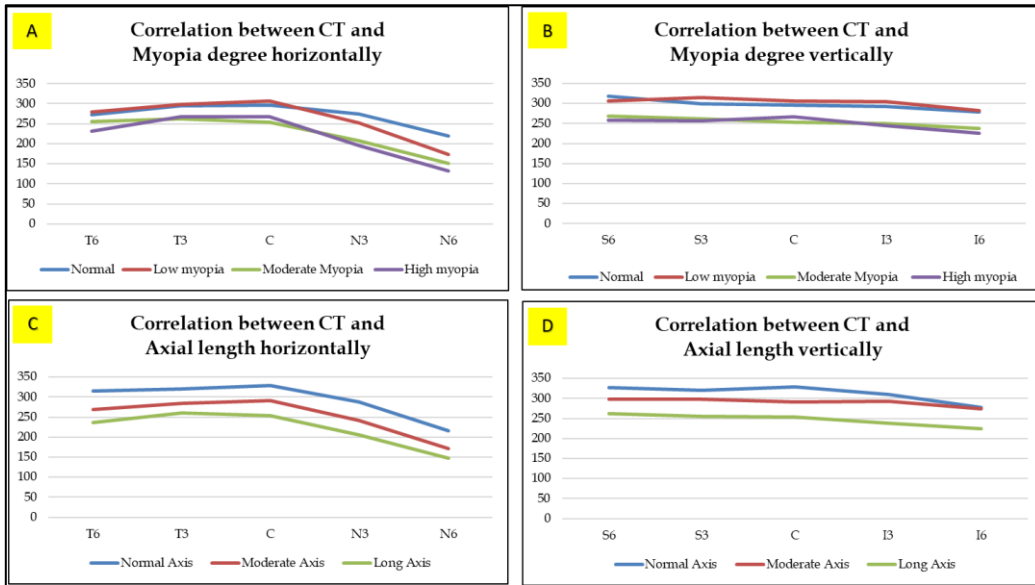 A
Correlation between CT and
Myopia degree horizontally
350
300
250
200
150
100
50
0
T6 T3 C N3 N6
Normal Low myopia Moderate Myopia High myopia
B
Correlation between CT and
Myopia degree vertically
350
300
250
200
150
100
50
0
S6 S3 C I3 I6
Normal Low myopia Moderate Myopia High myopia
C
Correlation between CT and
Axial length horizontally
350
300
250
200
150
100
50
0
T6 T3 C N3 N6
Normal Axis Moderate Axis Long Axis
D
Correlation between CT and
Axial length vertically
350
300
250
200
150
100
50
0
S6 S3 C I3 I6
Normal Axis Moderate Axis Long Axis